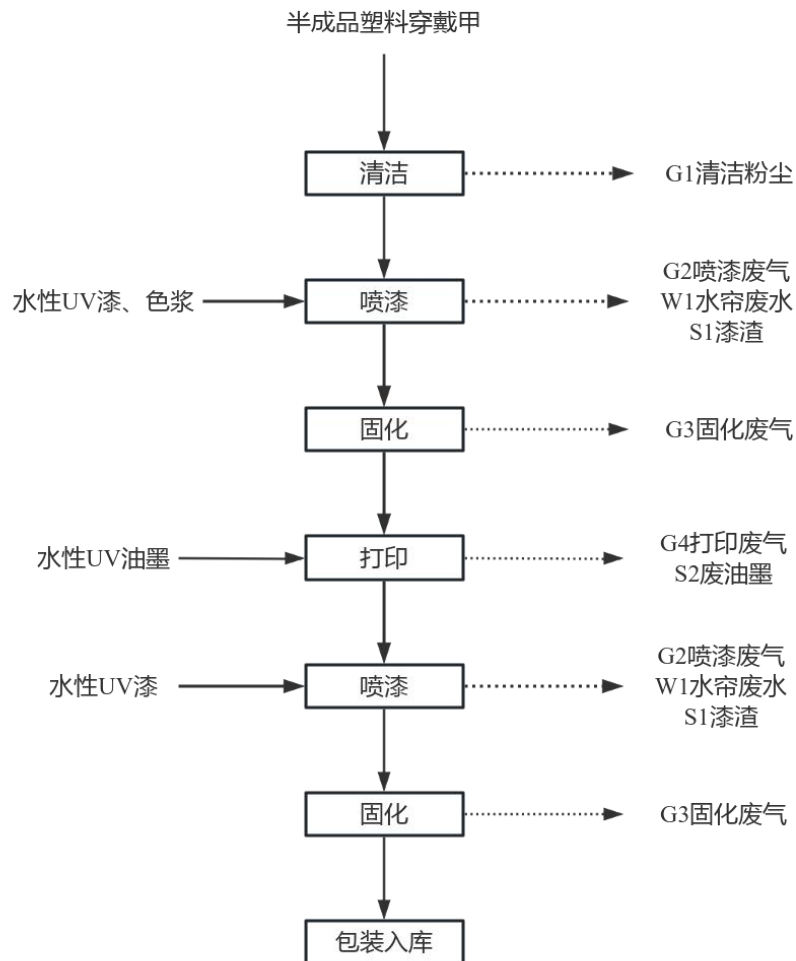 半成品塑料穿戴甲
清洁
G1清洁粉尘
水性UV漆、色浆
喷漆
G2喷漆废气
W1水帘废水
S1漆渣
固化
G3固化废气
水性UV油墨
打印
G4打印废气
S2废油墨
水性UV漆
喷漆
G2喷漆废气
W1水帘废水
S1漆渣
固化
G3固化废气
包装入库